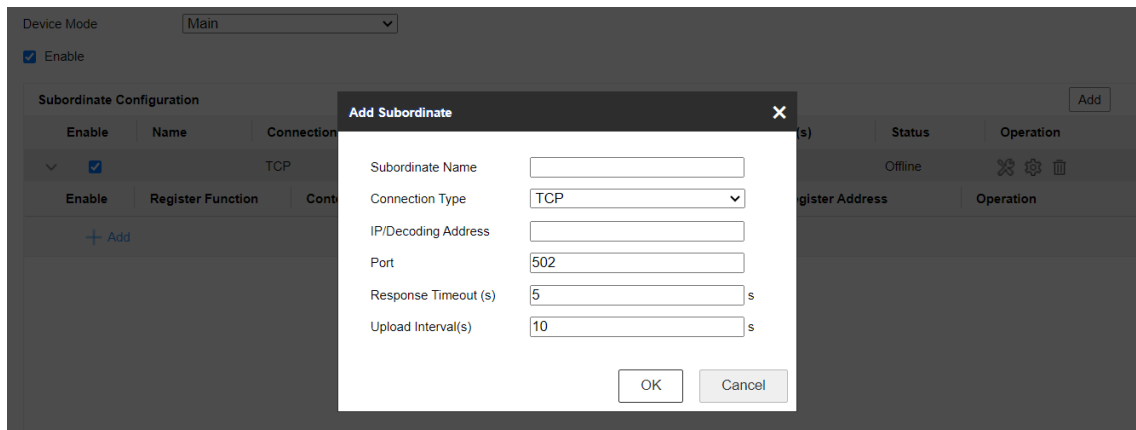 Device Mode Main
Enable
Subordinate Configuration Add
Add Subordinate
Enable Name Connection (s) Status Operation
TCP Offline
Subordinate Name
Enable Register Function Conte gister Address Operation
Connection Type TCP
Add
IP/Decoding Address
Port 502
Response Timeout (s) 5 s
Upload Interval(s) 10 s
OK Cancel